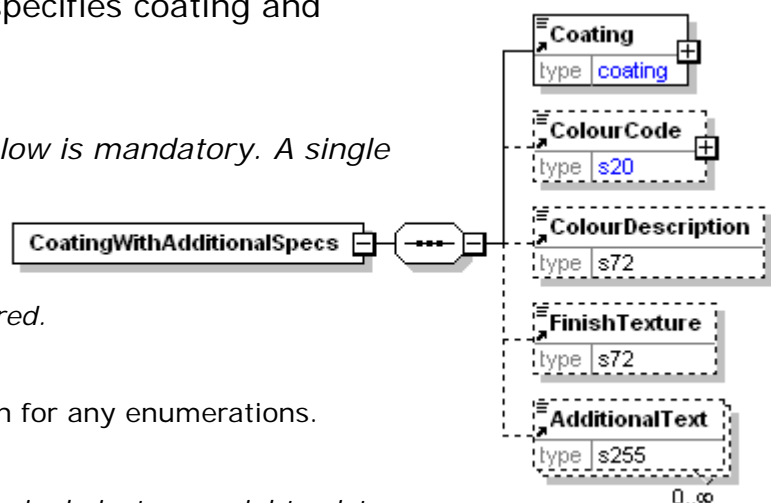 specifies coating and
low is mandatory. A single
red.
n for any enumerations.
CoatingWithAdditionalSpecs
Coating
type coating
ColourCode
type s20
ColourDescription
type s72
FinishTexture
type s72
AdditionalText
type s255
0..∞